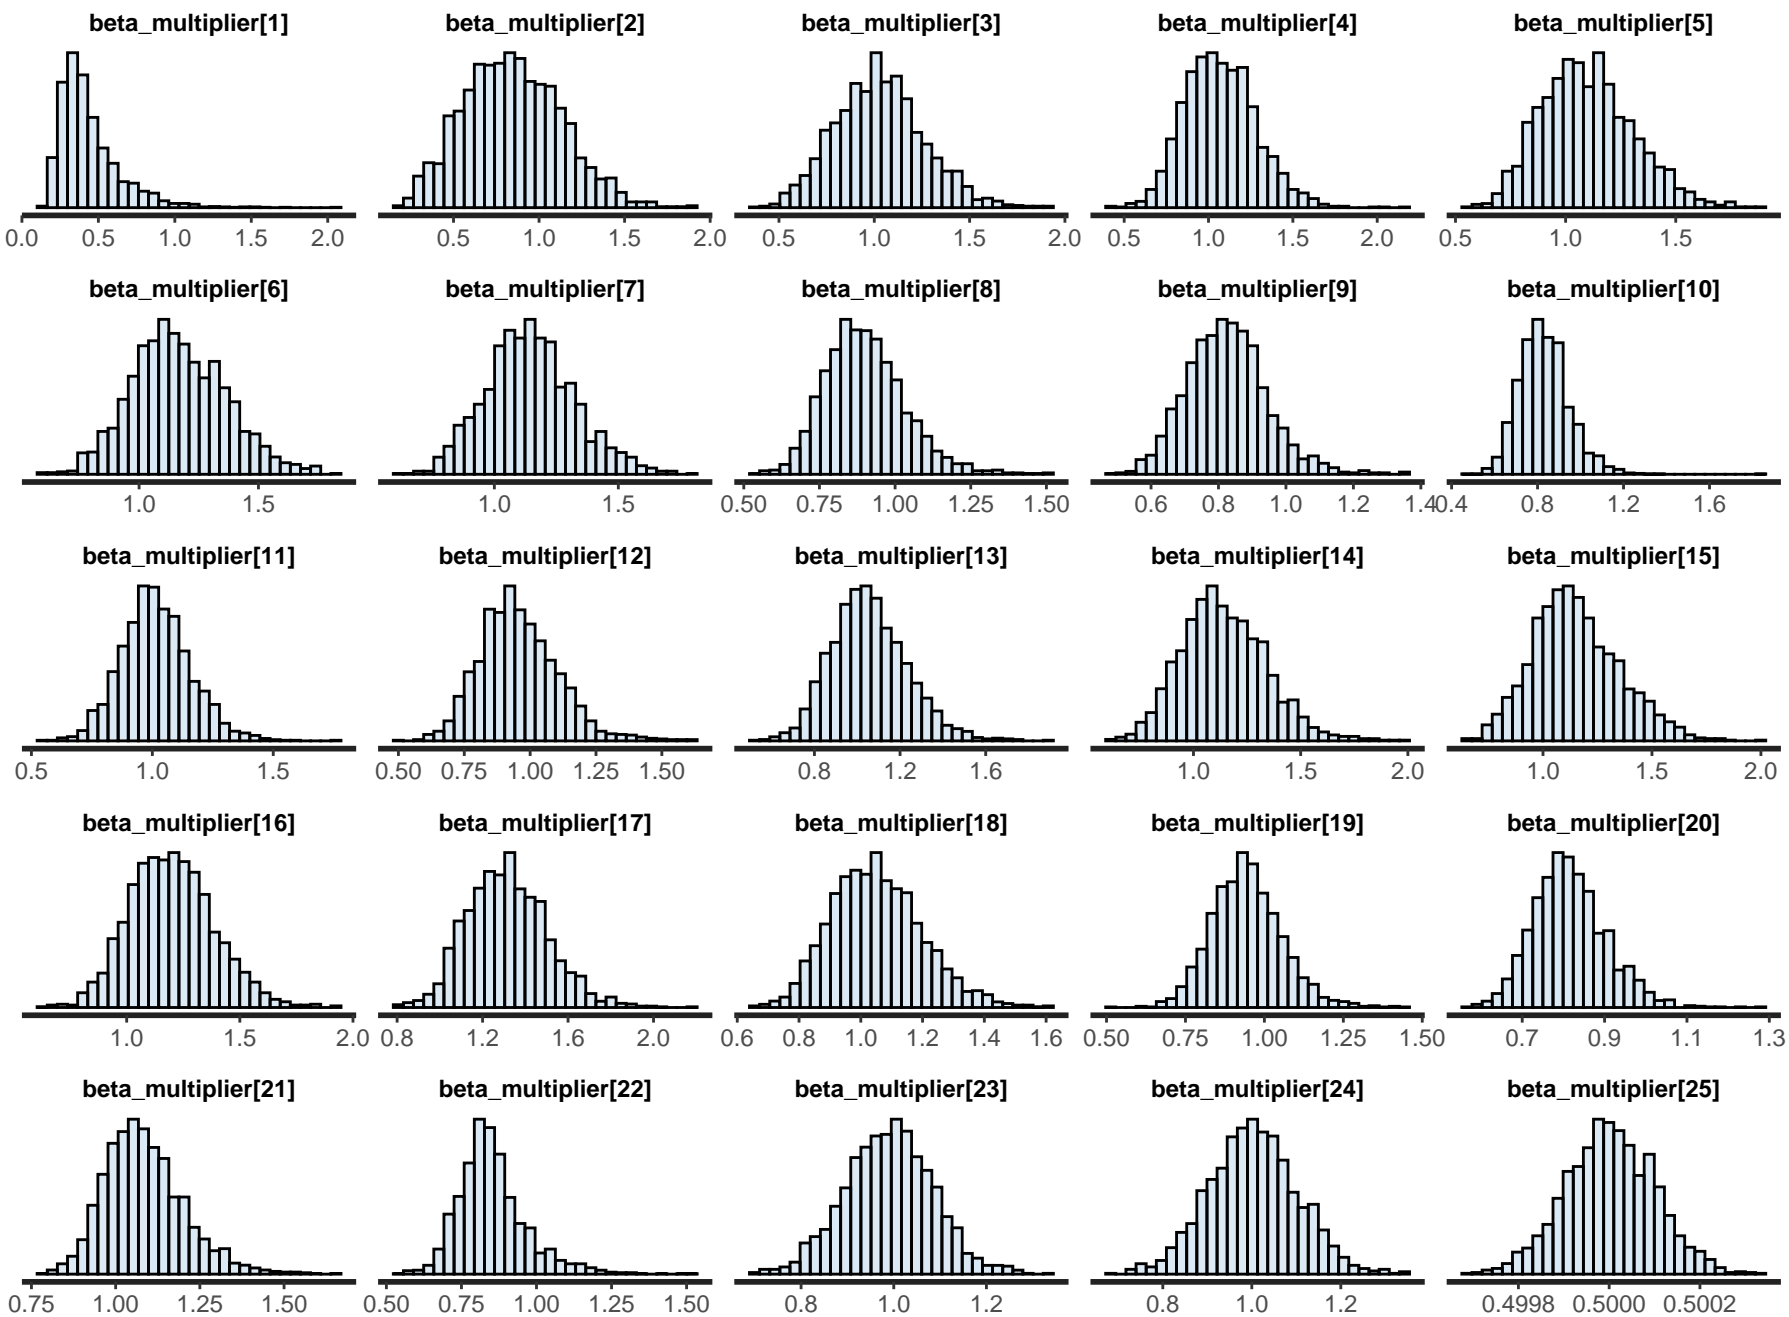 beta_multiplier[1] beta_multiplier[2] beta_multiplier[3] beta_multiplier[4] beta_multiplier[5]
0.0 0.5 1.0 1.5 2.0 0.5 1.0 1.5 2.0 0.5 1.0 1.5 2.0 0.5 1.0 1.5 2.0 0.5 1.0 1.5
beta_multiplier[6] beta_multiplier[7] beta_multiplier[8] beta_multiplier[9] beta_multiplier[10]
1.0 1.5 1.0 1.5 0.50 0.75 1.00 1.25 1.50 0.6 0.8 1.0 1.2 1.4 0.4 0.8 1.2 1.6
beta_multiplier[11] beta_multiplier[12] beta_multiplier[13] beta_multiplier[14] beta_multiplier[15]
0.5 1.0 1.5 0.50 0.75 1.00 1.25 1.50 0.8 1.2 1.6 1.0 1.5 2.0 1.0 1.5 2.0
beta_multiplier[16] beta_multiplier[17] beta_multiplier[18] beta_multiplier[19] beta_multiplier[20]
1.0 1.5 2.0 0.8 1.2 1.6 2.0 0.6 0.8 1.0 1.2 1.4 1.6 0.50 0.75 1.00 1.25 1.50 0.7 0.9 1.1 1.3
beta_multiplier[21] beta_multiplier[22] beta_multiplier[23] beta_multiplier[24] beta_multiplier[25]
0.75 1.00 1.25 1.50 0.50 0.75 1.00 1.25 1.50 0.8 1.0 1.2 0.8 1.0 1.2 0.4998 0.5000 0.5002